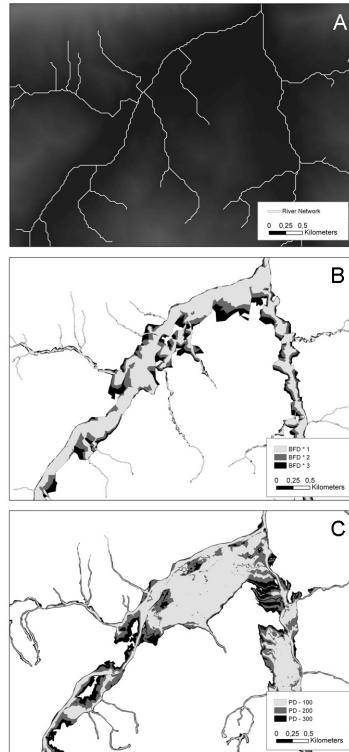 A
River Network
0 0,25 0,5
Kilometers
B
BFD * 1
BFD * 2
BFD * 3
0 0,25 0,5
Kilometers
C
PD - 100
PD - 200
PD - 300
0 0,25 0,5
Kilometers